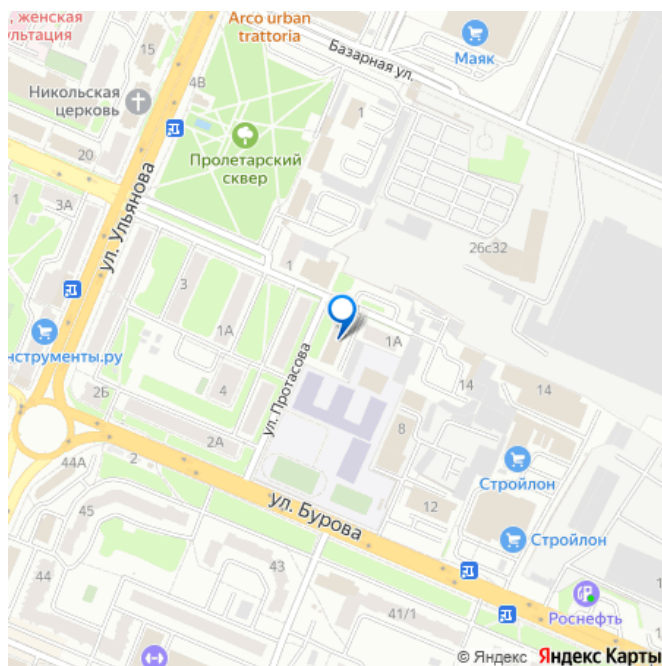 , женская
ультация
15
Arco urban
trattoria
Маяк
Базарная ул.
4В
Никольская
церковь
1
Пролетарский
сквер
20
1
3А
ул. Ульянова
26с32
1
3
1А
1А
нструменты.ру
ул. Протасова
14
14
2Б
4
8
2А
Стройлон
44А
2
12
ул. Бурова
45
Стройлон
44
43
1
41/1
Роснефть
1
© Яндекс Яндекс Карты